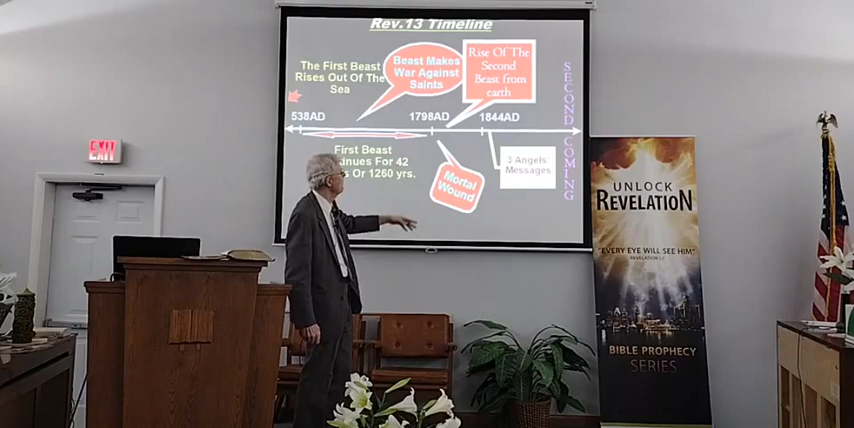 Rev.13 Timeline
The First Beast
Rises Out Of The
Sea
Beast Makes
War Against
Saints
Rise Of The
Second
Beast from
earth
SECOND COMING
538AD
1798AD
1844AD
First Beast
For 42
Or 1260 yrs.
Mortal
Wound
3 Angels'
Messages
EXIT
UNLOCK
REVELATION
"EVERY EYE WILL SEE HIM"
REVELATION 1:7
BIBLE PROPHECY
SERIES